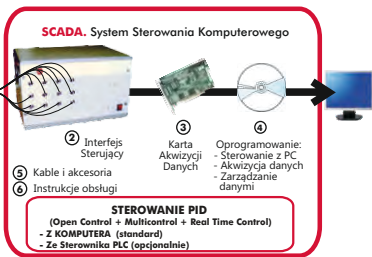 SCADA. System Sterowania Komputerowego
② Interfejs
Sterujący
③
Karta
Akwizycji
Danych
④
Oprogramowanie:
- Sterowanie z PC
- Akwizycja danych
- Zarządzanie
danymi
⑤ Kable i akcesoria
⑥ Instrukcje obsługi
STEROWANIE PID
(Open Control + Multicontrol + Real Time Control)
- Z KOMPUTERA (standard)
- Ze Sterownika PLC (opcjonalnie)